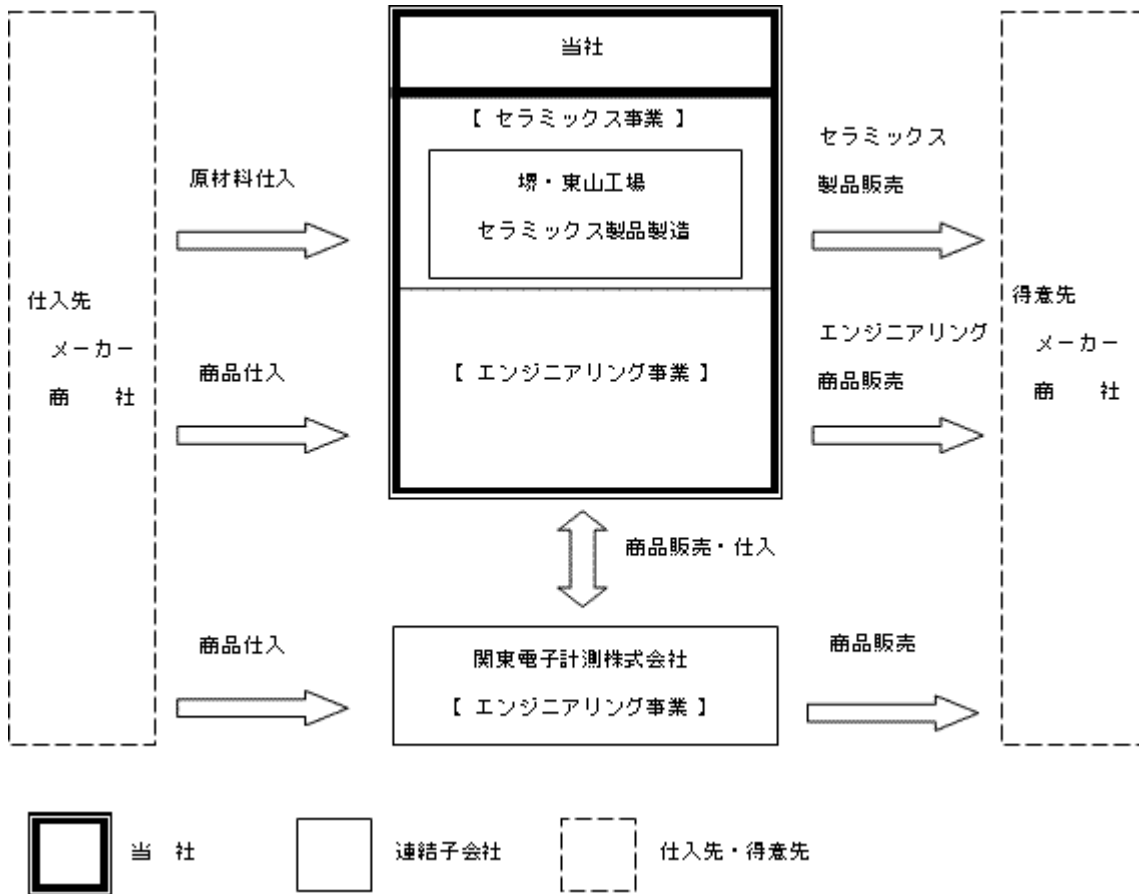 当社
【 セラミックス事業 】
堺・東山工場
セラミックス製品製造
【 エンジニアリング事業 】
仕入先
メーカー
商　社
原材料仕入
商品仕入
商品仕入
セラミックス
製品販売
エンジニアリング
商品販売
得意先
メーカー
商　社
商品販売・仕入
関東電子計測株式会社
【 エンジニアリング事業 】
商品販売
当　社
連結子会社
仕入先・得意先